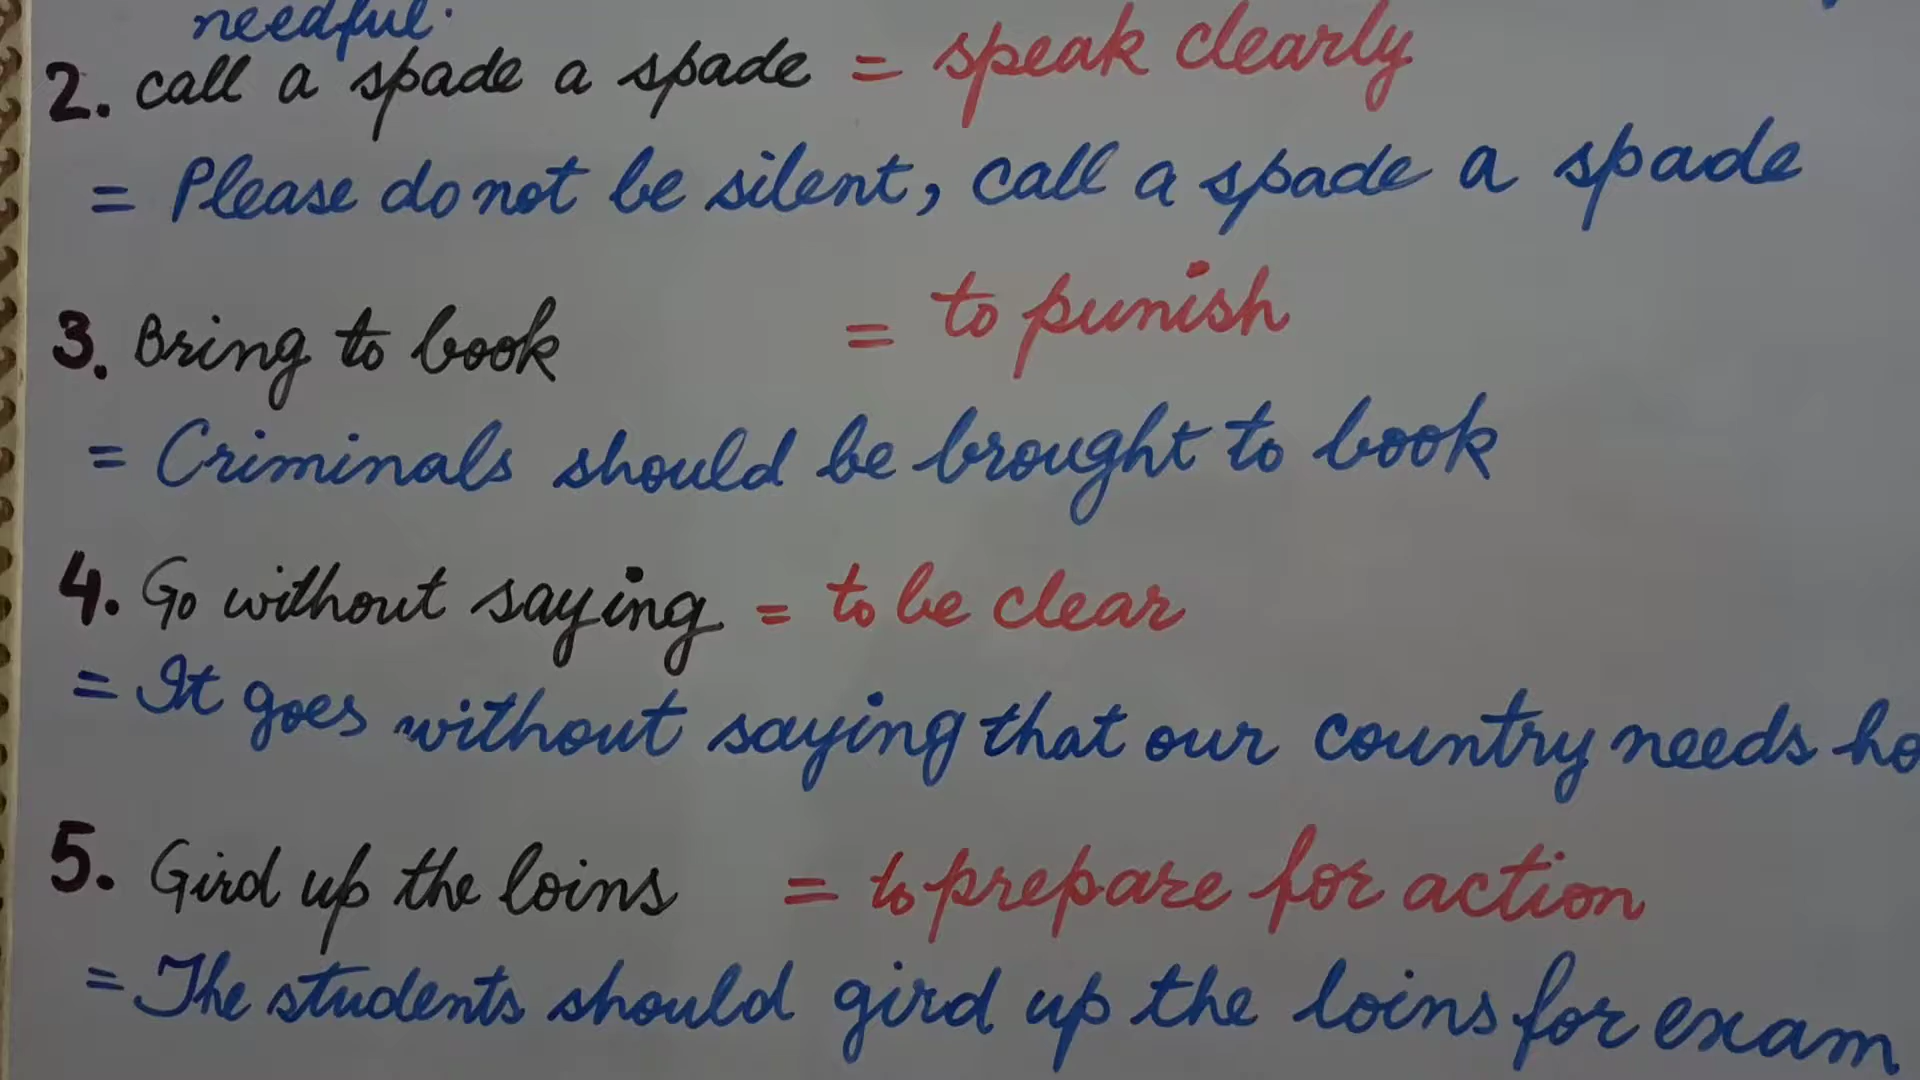 needful.
2. call a spade a spade = speak clearly
= Please do not be silent, call a spade a spade
3. Bring to book = to punish
= Criminals should be brought to book
4. Go without saying = to be clear
= It goes without saying that our country needs ho
5. Gird up the loins = to prepare for action
= The students should gird up the loins for exam